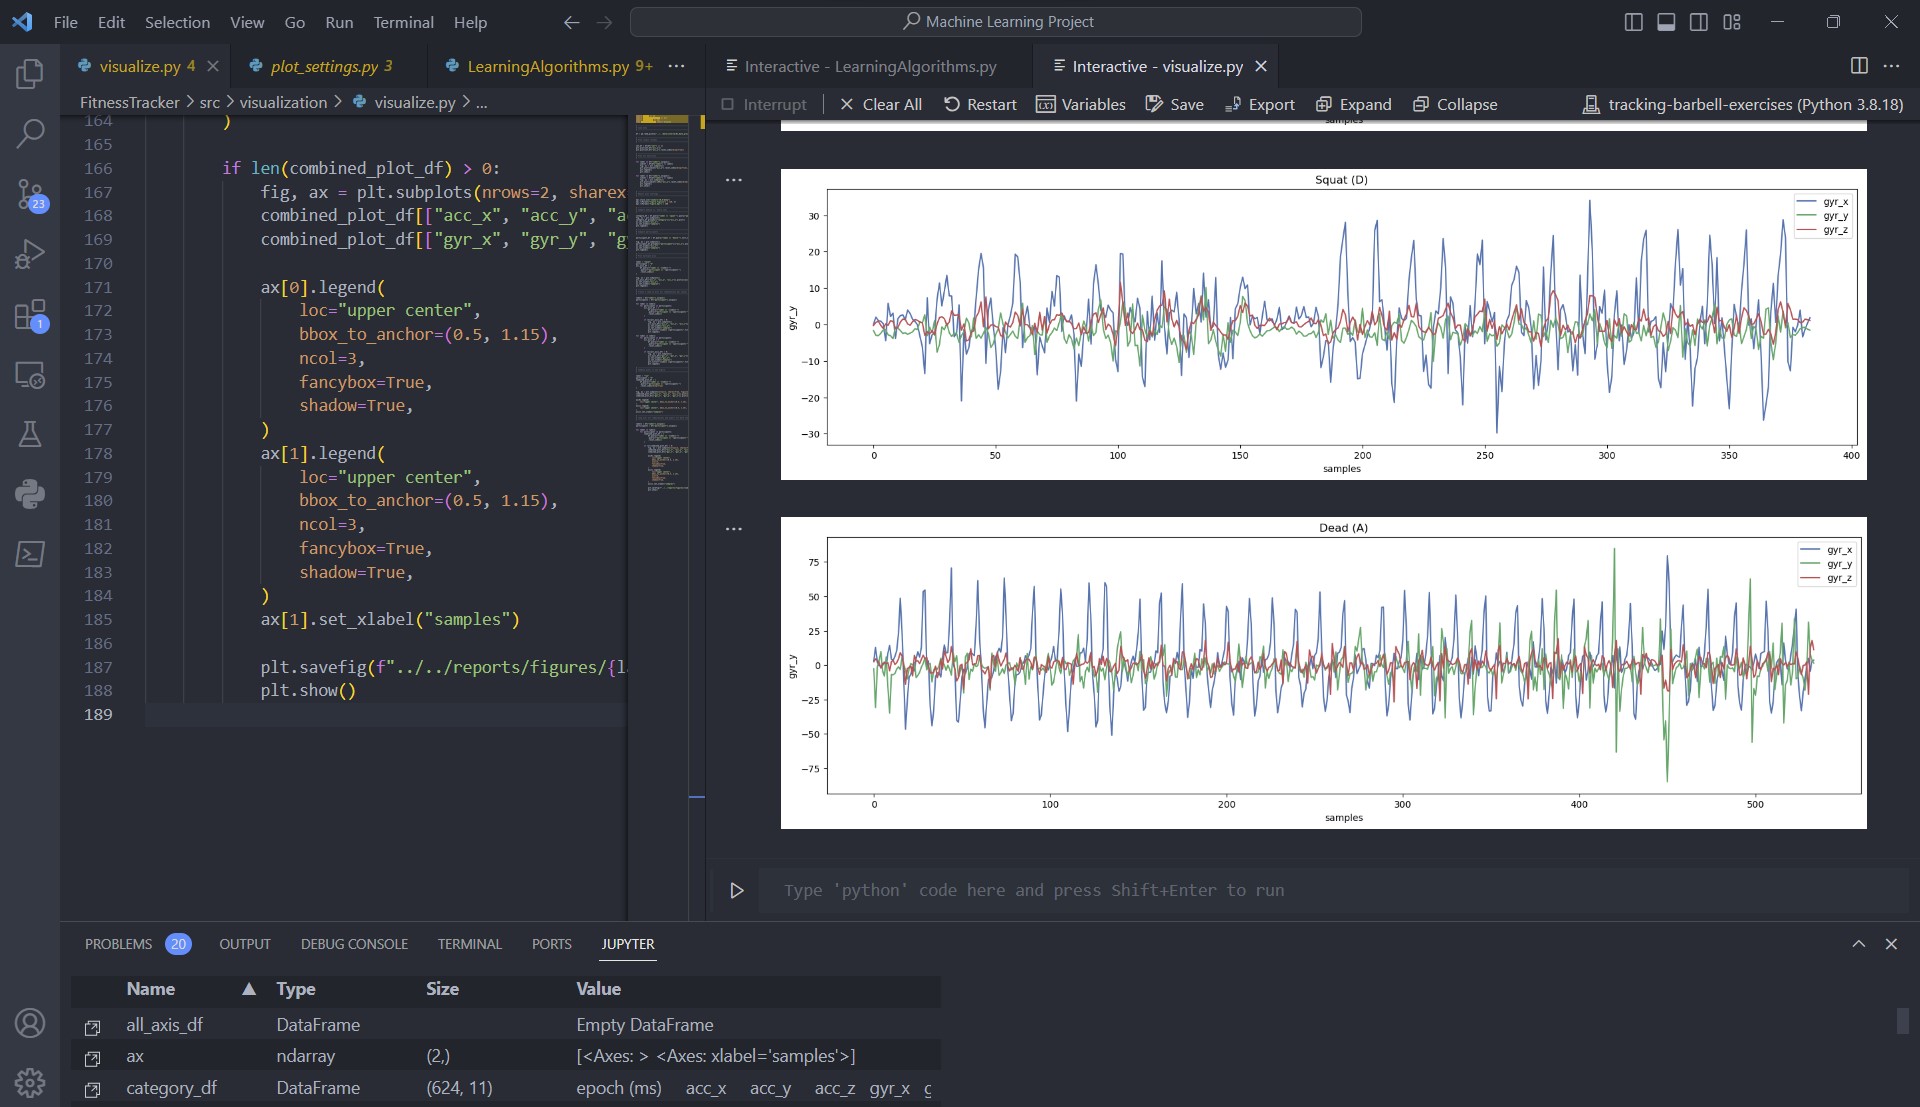 File Edit Selection View Go Run Terminal Help
Machine Learning Project
visualize.py 4
plot_settings.py 3
LearningAlgorithms.py 9+ ...
Interactive - LearningAlgorithms.py
Interactive - visualize.py
...
FitnessTracker > src > visualization > visualize.py > ...
Interrupt | Clear All Restart Variables Save Export Expand Collapse
tracking-barbell-exercises (Python 3.8.18)
23
1
164 )
165
166 if len(combined_plot_df) > 0:
167 fig, ax = plt.subplots(nrows=2, sharex
168 combined_plot_df[["acc_x", "acc_y", "a
169 combined_plot_df[["gyr_x", "gyr_y", "g
170
171 ax[0].legend(
172 loc="upper center",
173 bbox_to_anchor=(0.5, 1.15),
174 ncol=3,
175 fancybox=True,
176 shadow=True,
177 )
178 ax[1].legend(
179 loc="upper center",
180 bbox_to_anchor=(0.5, 1.15),
181 ncol=3,
182 fancybox=True,
183 shadow=True,
184 )
185 ax[1].set_xlabel("samples")
186
187 plt.savefig(f"../../reports/figures/{l
188 plt.show()
189
samples
...
Squat (D)
gyr_x
gyr_y
gyr_z
30
20
10
0
−10
−20
−30
gyr_y
0 50 100 150 200 250 300 350 400
samples
...
Dead (A)
gyr_x
gyr_y
gyr_z
75
50
25
0
−25
−50
−75
gyr_y
0 100 200 300 400 500
samples
Type 'python' code here and press Shift+Enter to run
PROBLEMS 20 OUTPUT DEBUG CONSOLE TERMINAL PORTS JUPYTER
Name ▲ Type Size Value
all_axis_df DataFrame Empty DataFrame
ax ndarray (2,) [<Axes: > <Axes: xlabel='samples'>]
category_df DataFrame (624, 11) epoch (ms) acc_x acc_y acc_z gyr_x g